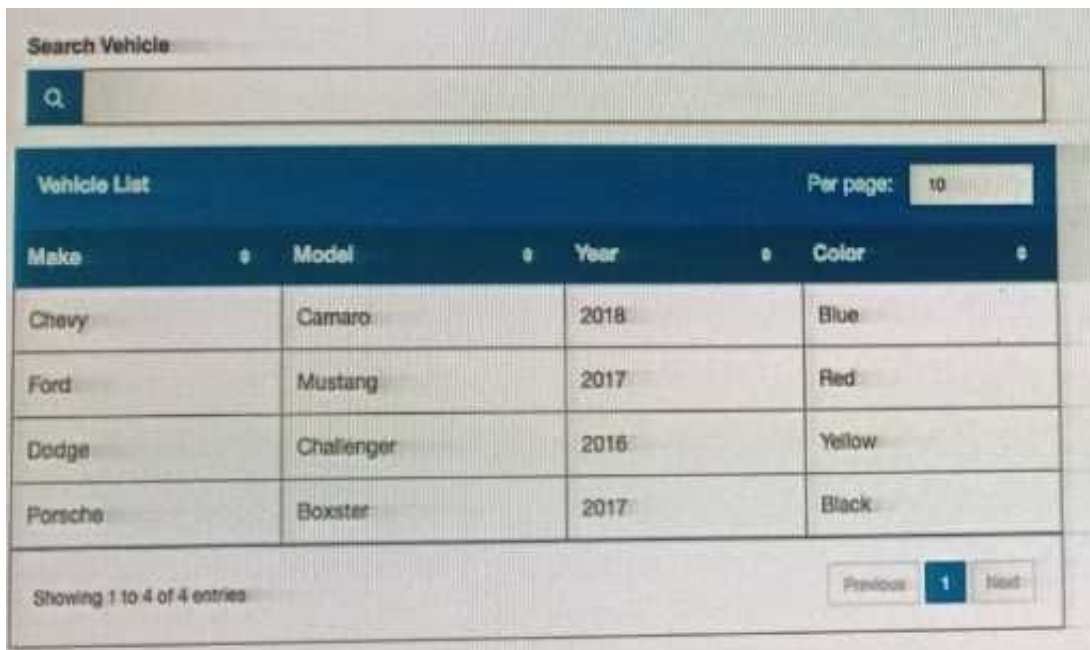 Search Vehicle
Vehicle List Per page: 10
Make Model Year Color
Chevy Camaro 2018 Blue
Ford Mustang 2017 Red
Dodge Challenger 2016 Yellow
Porsche Boxster 2017 Black
Showing 1 to 4 of 4 entries Previous 1 Next